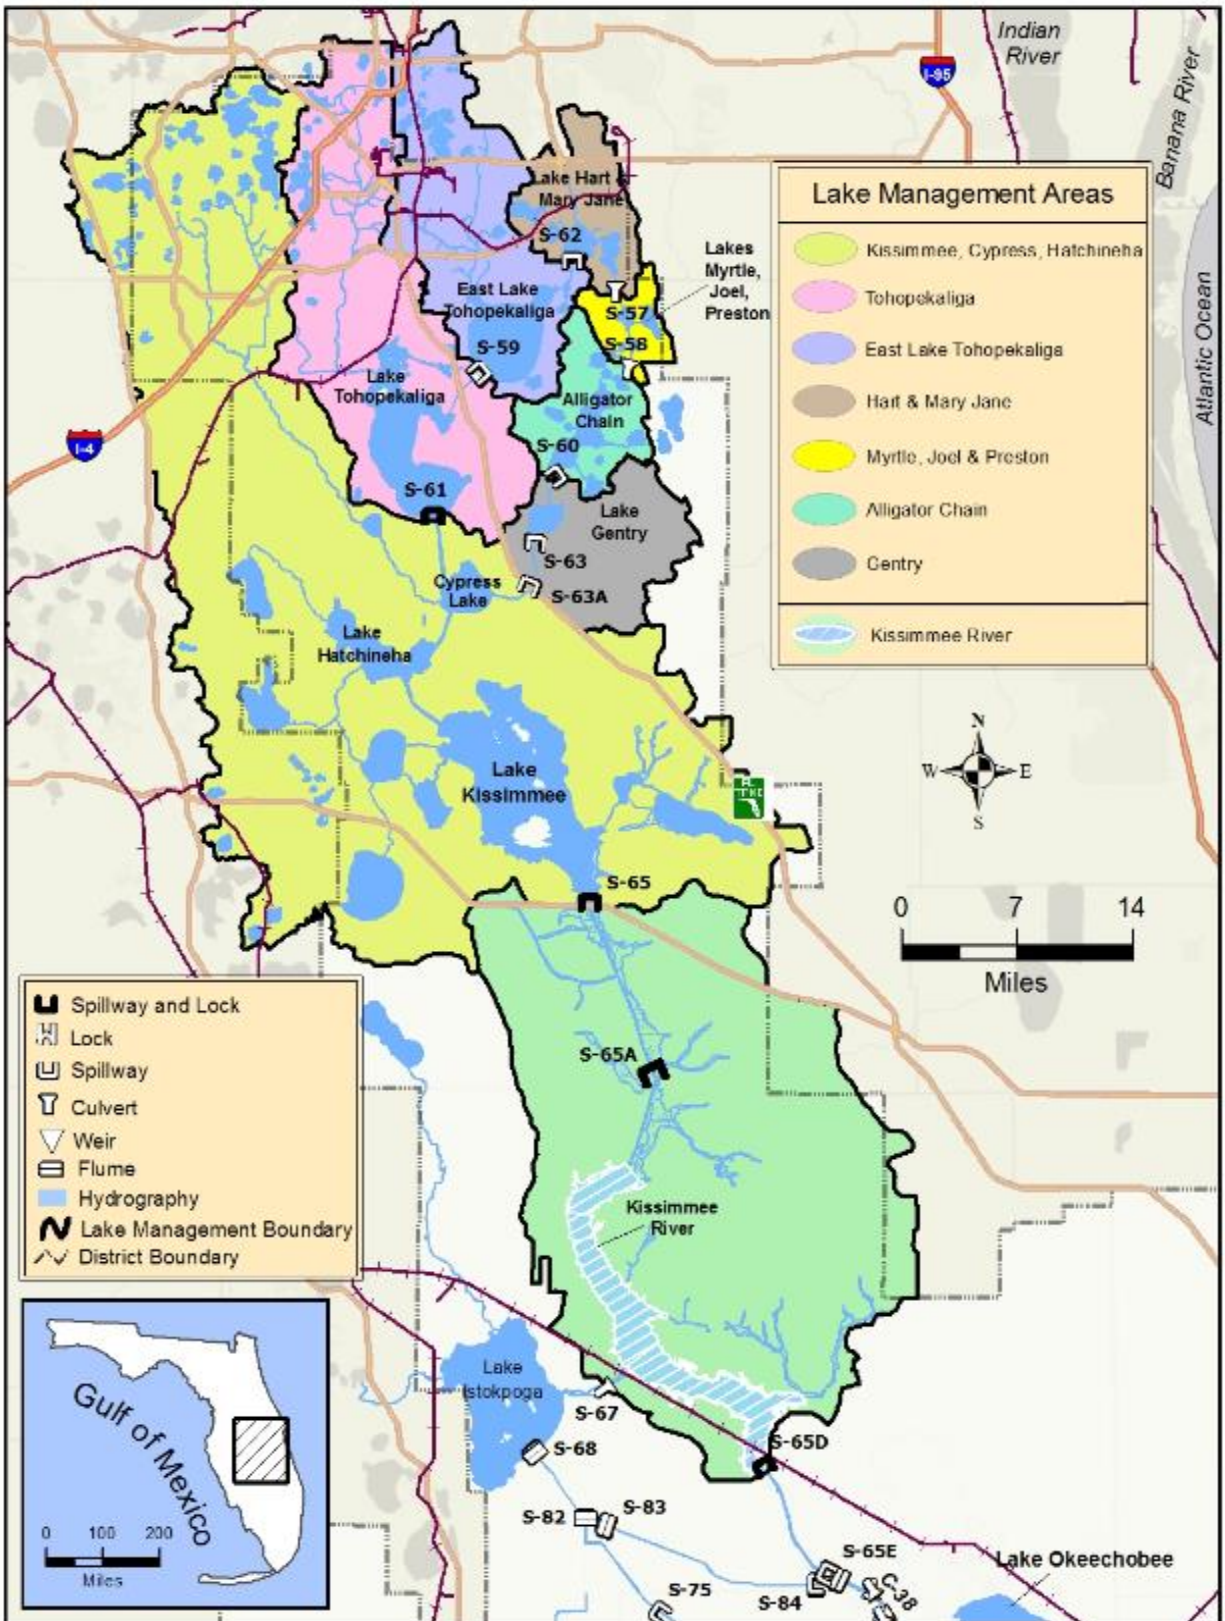 Indian
River
I-95
Banana River
Lake Management Areas
Kissimmee, Cypress, Hatchineha
Tohopekaliga
East Lake Tohopekaliga
Hart & Mary Jane
Myrtle, Joel & Preston
Alligator Chain
Gentry
Kissimmee River
Atlantic Ocean
Lake Hart
Mary Jane
S-62
Lakes
Myrtle,
Joel,
Preston
S-57
S-58
East Lake
Tohopekaliga
S-59
Lake
Tohopekaliga
Alligator
Chain
S-60
I-4
S-61
Lake
Gentry
S-63
S-63A
Cypress
Lake
Lake
Hatchineha
Lake
Kissimmee
N
W
E
S
0 7 14
Miles
S-65
S-65A
Kissimmee
River
Spillway and Lock
Lock
Spillway
Culvert
Weir
Flume
Hydrography
Lake Management Boundary
District Boundary
Gulf of Mexico
0 100 200
Miles
Lake
Istokpoga
S-67
S-68
S-65D
S-82
S-83
S-65E
S-84
C-38
S-75
Lake Okeechobee